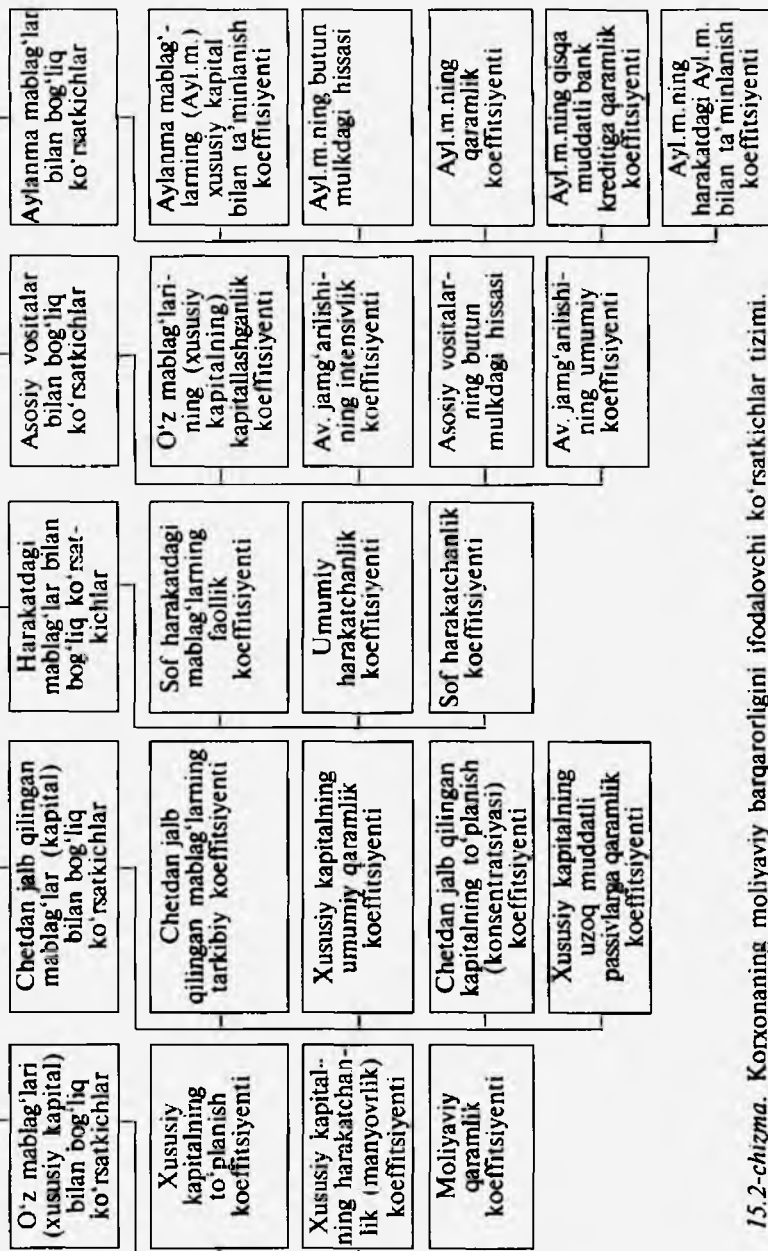 O‘z mablag‘lari
(xususiy kapital)
bilan bog‘liq
ko‘rsatkichlar
Xususiy
kapitalning
to‘planish
koeffitsiyenti
Xususiy kapital-
ning harakatchan-
lik (manyovrlik)
koeffitsiyenti
Moliyaviy
qaramlik
koeffitsiyenti
Chetdan jalb qilingan
mablag‘lar (kapital)
bilan bog‘liq
ko‘rsatkichlar
Chetdan jalb
qilingan mablag‘larning
tarkibiy koeffitsiyenti
Xususiy kapitalning
umumiy qaramlik
koeffitsiyenti
Chetdan jalb qilingan
kapitalning to‘planish
(konsentratsiyasi)
koeffitsiyenti
Xususiy kapitalning
uzoq muddatli
passivlarga qaramlik
koeffitsiyenti
Harakatdagi
mablag‘lar bilan
bog‘liq ko‘rsat-
kichlar
Sof harakatdagi
mablag‘larning
faollik
koeffitsiyenti
Umumiy
harakatchanlik
koeffitsiyenti
Sof harakatchanlik
koeffitsiyenti
Asosiy vositalar
bilan bog‘liq
ko‘rsatkichlar
O‘z mablag‘lari-
ning (xususiy
kapitalning)
kapitallashganlik
koeffitsiyenti
Av. jamg‘arilishi-
ning intensivlik
koeffitsiyenti
Asosiy vositalar-
ning butun
mulkdagi hissasi
Av. jamg‘arilishi-
ning umumiy
koeffitsiyenti
Aylanma mablag‘lar
bilan bog‘liq
ko‘rsatkichlar
Aylanma mablag‘-
larning (Ayl.m.)
xususiy kapital
bilan ta’minlanish
koeffitsiyenti
Ayl.m.ning butun
mulkdagi hissasi
Ayl.m.ning
qaramlik
koeffitsiyenti
Ayl.m.ning qisqa
muddatli bank
kreditiga qaramlik
koeffitsiyenti
Ayl.m.ning
harakatdagi Ayl.m.
bilan ta’minlanish
koeffitsiyenti
15.2-chizma. Korxonaning moliyaviy barqarorligini ifodalovchi ko‘rsatkichlar tizimi.